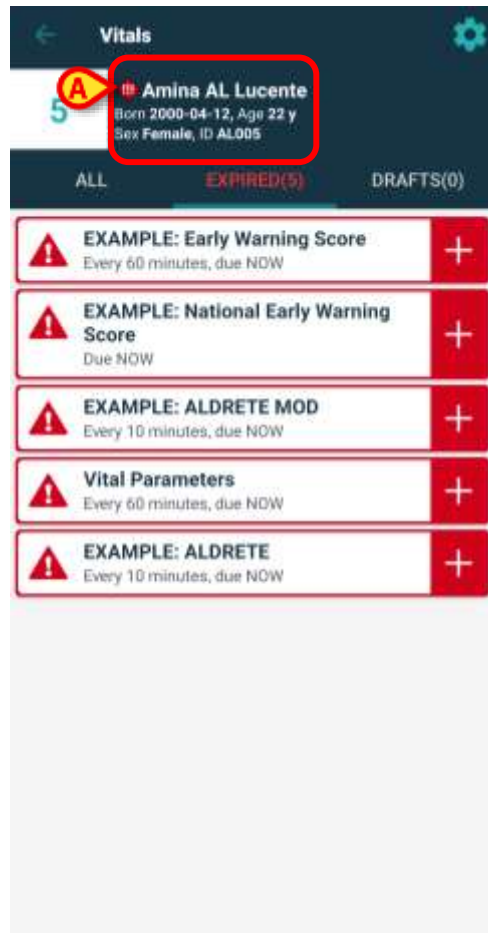 Vitals
A
5
Amina AL Lucente
Born 2000-04-12, Age 22 y
Sex Female, ID AL005
ALL EXPIRED(5) DRAFTS(0)
EXAMPLE: Early Warning Score
Every 60 minutes, due NOW
EXAMPLE: National Early Warning
Score
Due NOW
EXAMPLE: ALDRETE MOD
Every 10 minutes, due NOW
Vital Parameters
Every 60 minutes, due NOW
EXAMPLE: ALDRETE
Every 10 minutes, due NOW